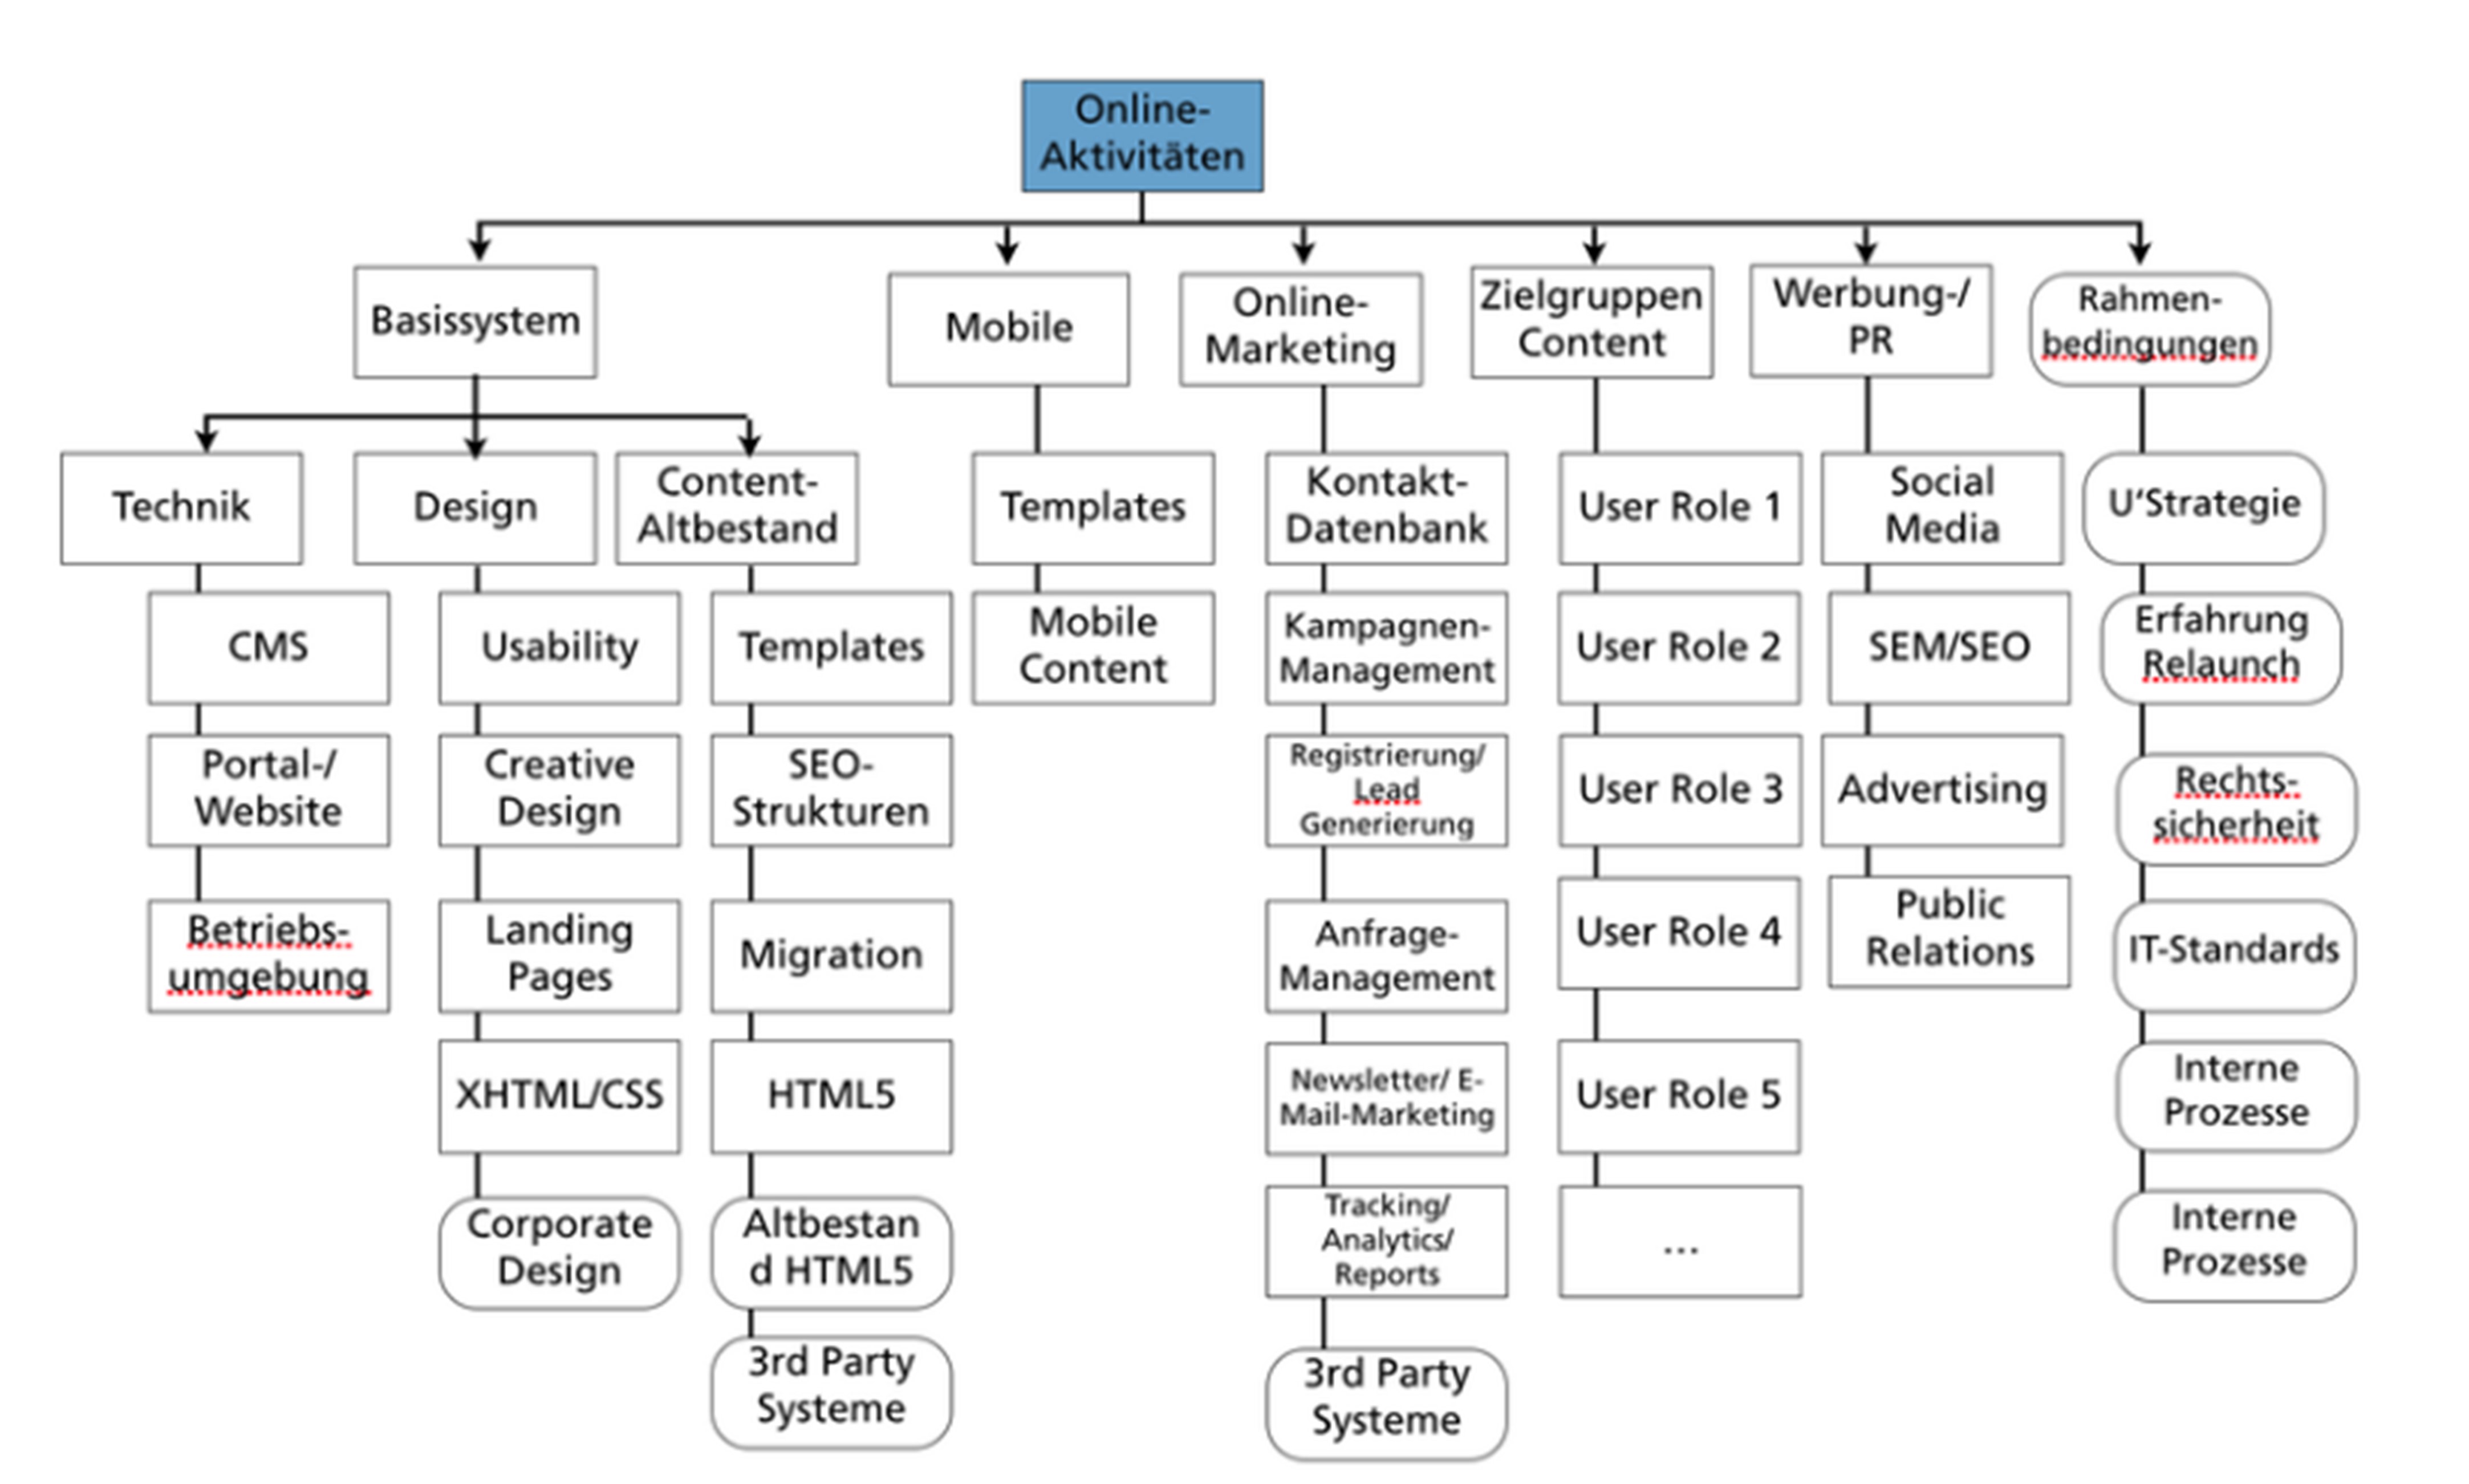 Online-
Aktivitäten
Basissystem
Mobile
Online-
Marketing
Zielgruppen
Content
Werbung-/
PR
Rahmen-
bedingungen
Technik
CMS
Portal-/
Website
Betriebs-
umgebung
Design
Usability
Creative
Design
Landing
Pages
XHTML/CSS
Corporate
Design
Content-
Altbestand
Templates
SEO-
Strukturen
Migration
HTML5
Altbestan
d HTML5
3rd Party
Systeme
Templates
Mobile
Content
Kontakt-
Datenbank
Kampagnen-
Management
Registrierung/
Lead
Generierung
Anfrage-
Management
Newsletter/ E-
Mail-Marketing
Tracking/
Analytics/
Reports
3rd Party
Systeme
User Role 1
User Role 2
User Role 3
User Role 4
User Role 5
...
Social
Media
SEM/SEO
Advertising
Public
Relations
U‘Strategie
Erfahrung
Relaunch
Rechts-
sicherheit
IT-Standards
Interne
Prozesse
Interne
Prozesse